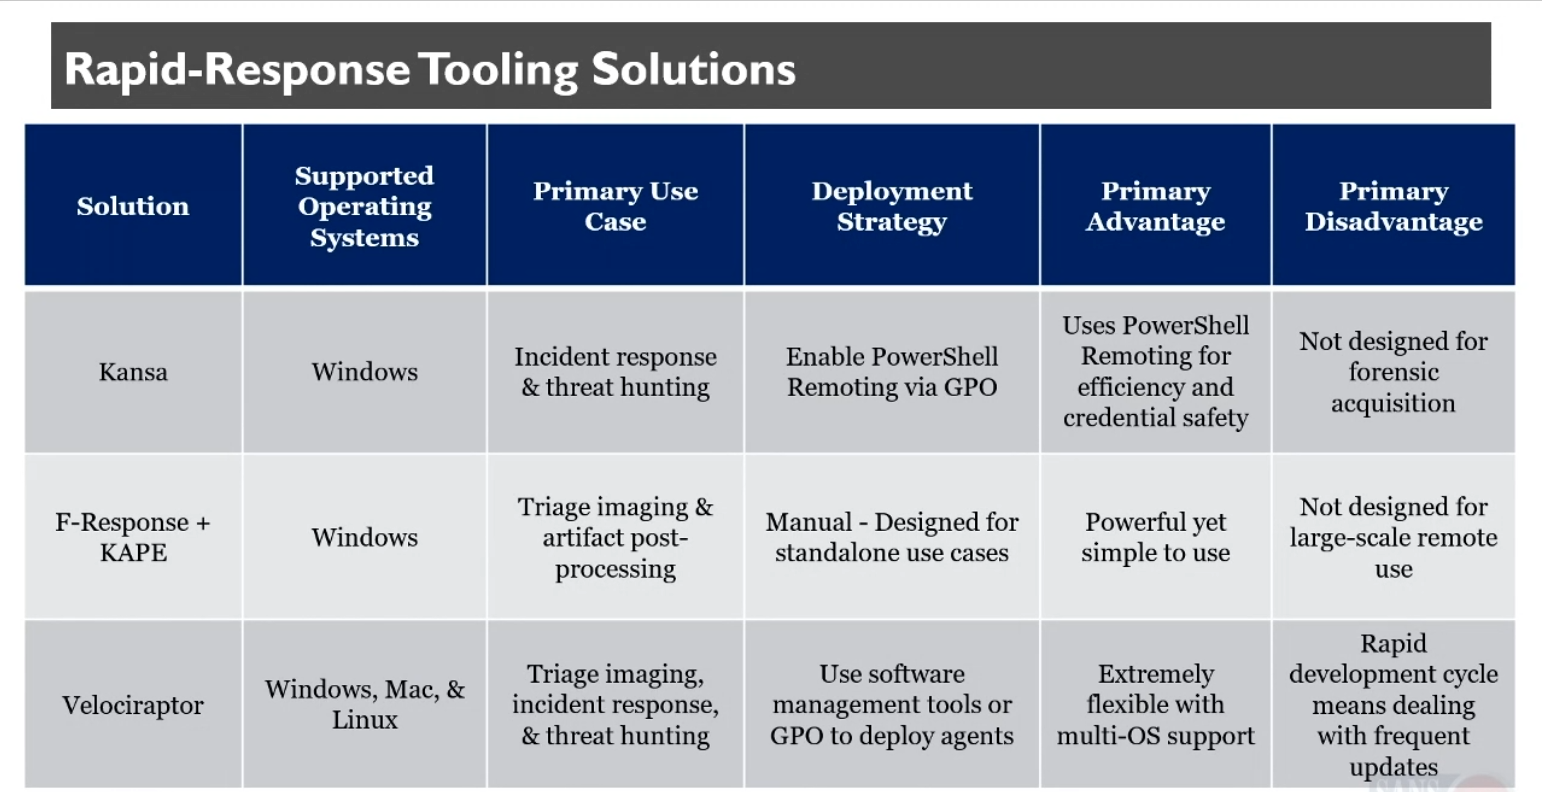 Rapid-Response Tooling Solutions
Solution
Supported
Operating
Systems
Primary Use
Case
Deployment
Strategy
Primary
Advantage
Primary
Disadvantage
Kansa
Windows
Incident response
& threat hunting
Enable PowerShell
Remoting via GPO
Uses PowerShell
Remoting for
efficiency and
credential safety
Not designed for
forensic
acquisition
F-Response +
KAPE
Windows
Triage imaging &
artifact post-
processing
Manual - Designed for
standalone use cases
Powerful yet
simple to use
Not designed for
large-scale remote
use
Velociraptor
Windows, Mac, &
Linux
Triage imaging,
incident response,
& threat hunting
Use software
management tools or
GPO to deploy agents
Extremely
flexible with
multi-OS support
Rapid
development cycle
means dealing
with frequent
updates
SANS